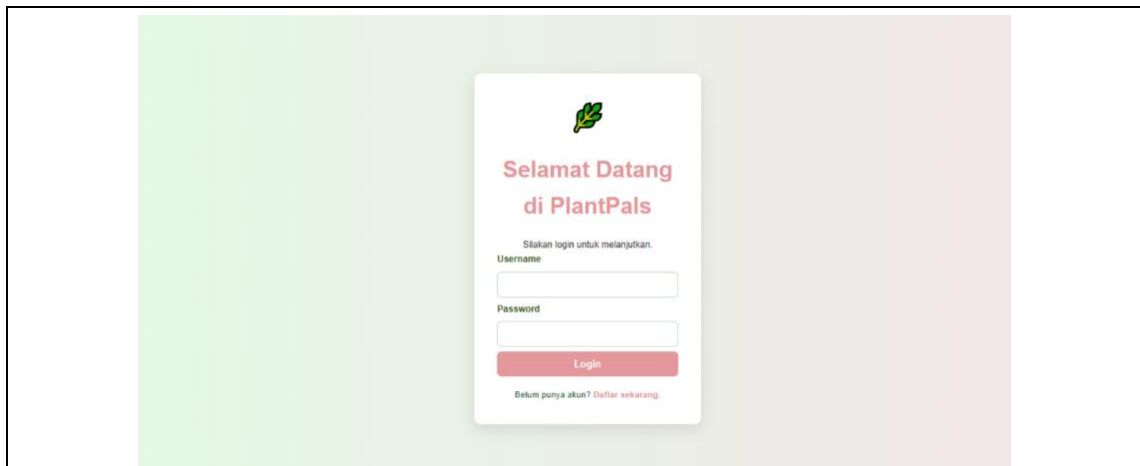 Selamat Datang
di PlantPals
Silakan login untuk melanjutkan.
Username
Password
Login
Belum punya akun? Daftar sekarang.